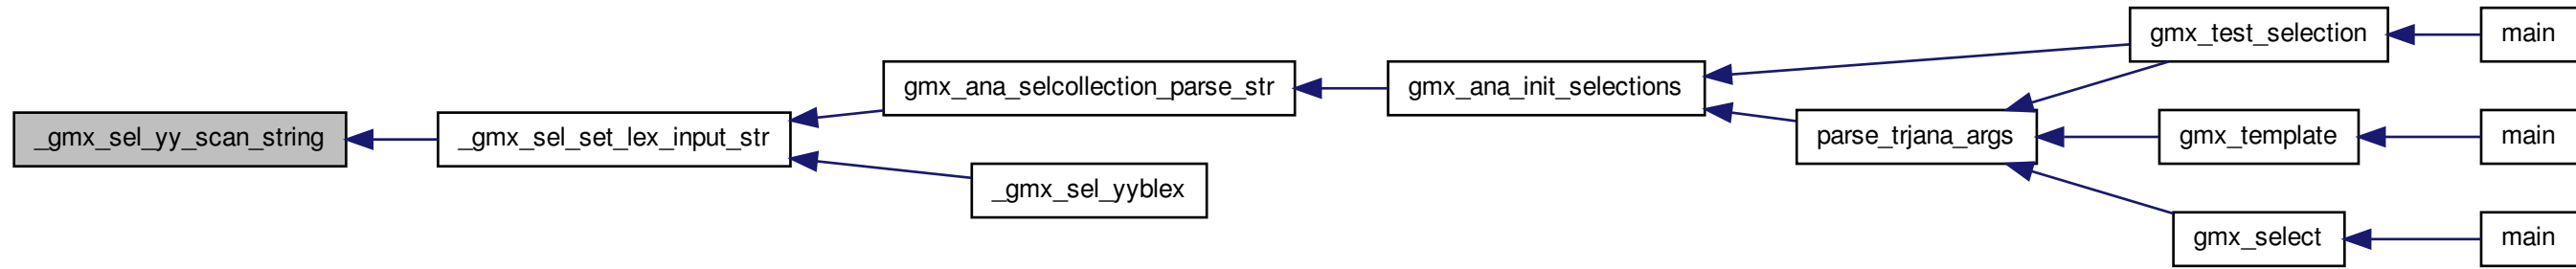 _gmx_sel_yy_scan_string
_gmx_sel_set_lex_input_str
gmx_ana_selcollection_parse_str
_gmx_sel_yyblex
gmx_ana_init_selections
parse_trjana_args
gmx_test_selection
gmx_template
gmx_select
main
main
main